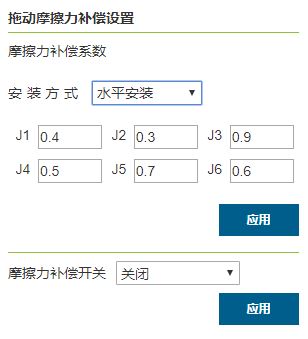 拖动摩擦力补偿设置
摩擦力补偿系数
安 装 方 式 水平安装
J1 0.4 J2 0.3 J3 0.9
J4 0.5 J5 0.7 J6 0.6
应用
摩擦力补偿开关 关闭
应用